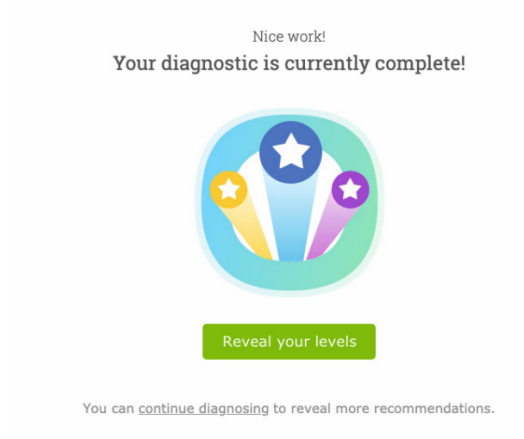 Nice work!
Your diagnostic is currently complete!
Reveal your levels
You can continue diagnosing to reveal more recommendations.